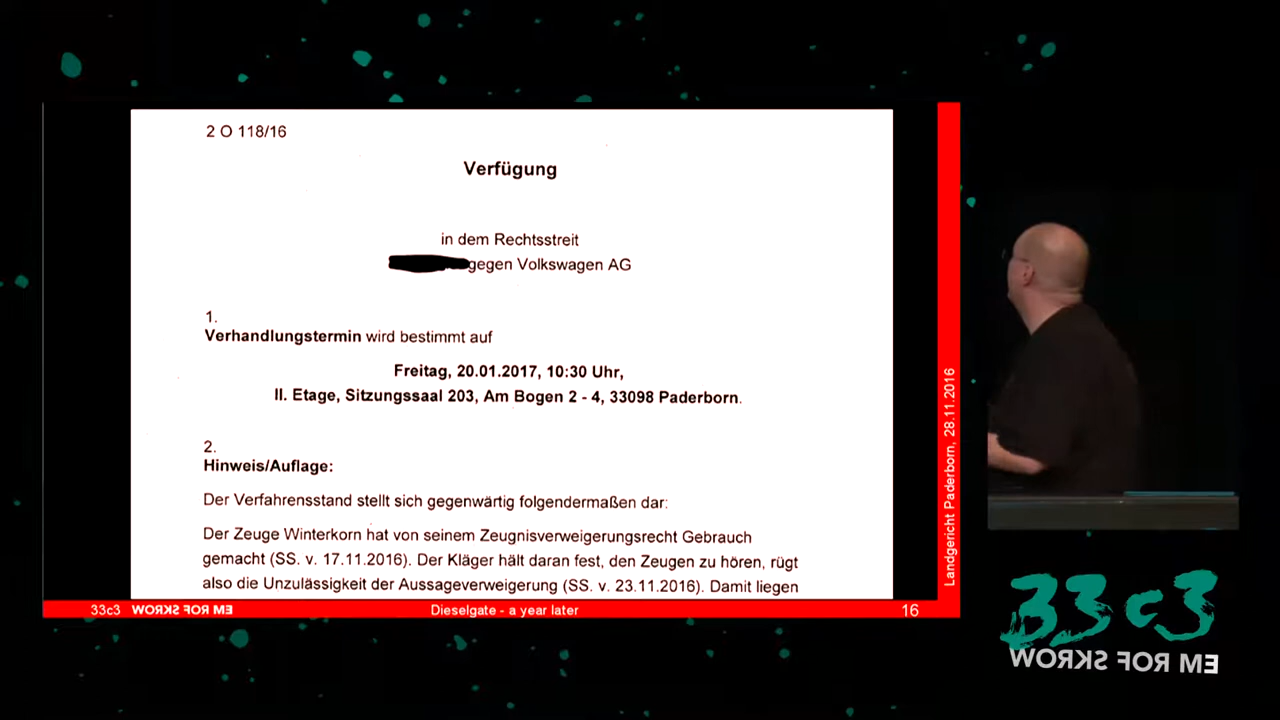 2 O 118/16
Verfügung
in dem Rechtsstreit
gegen Volkswagen AG
1.
Verhandlungstermin wird bestimmt auf
Freitag, 20.01.2017, 10:30 Uhr,
II. Etage, Sitzungssaal 203, Am Bogen 2 - 4, 33098 Paderborn.
2.
Hinweis/Auflage:
Der Verfahrensstand stellt sich gegenwärtig folgendermaßen dar:
Der Zeuge Winterkorn hat von seinem Zeugnisverweigerungsrecht Gebrauch
gemacht (SS. v. 17.11.2016). Der Kläger hält daran fest, den Zeugen zu hören, rügt
also die Unzulässigkeit der Aussageverweigerung (SS. v. 23.11.2016). Damit liegen
Landgericht Paderborn, 28.11.2016
33c3 WORKS FOR ME
Dieselgate - a year later
16
33c3
WORKS FOR ME